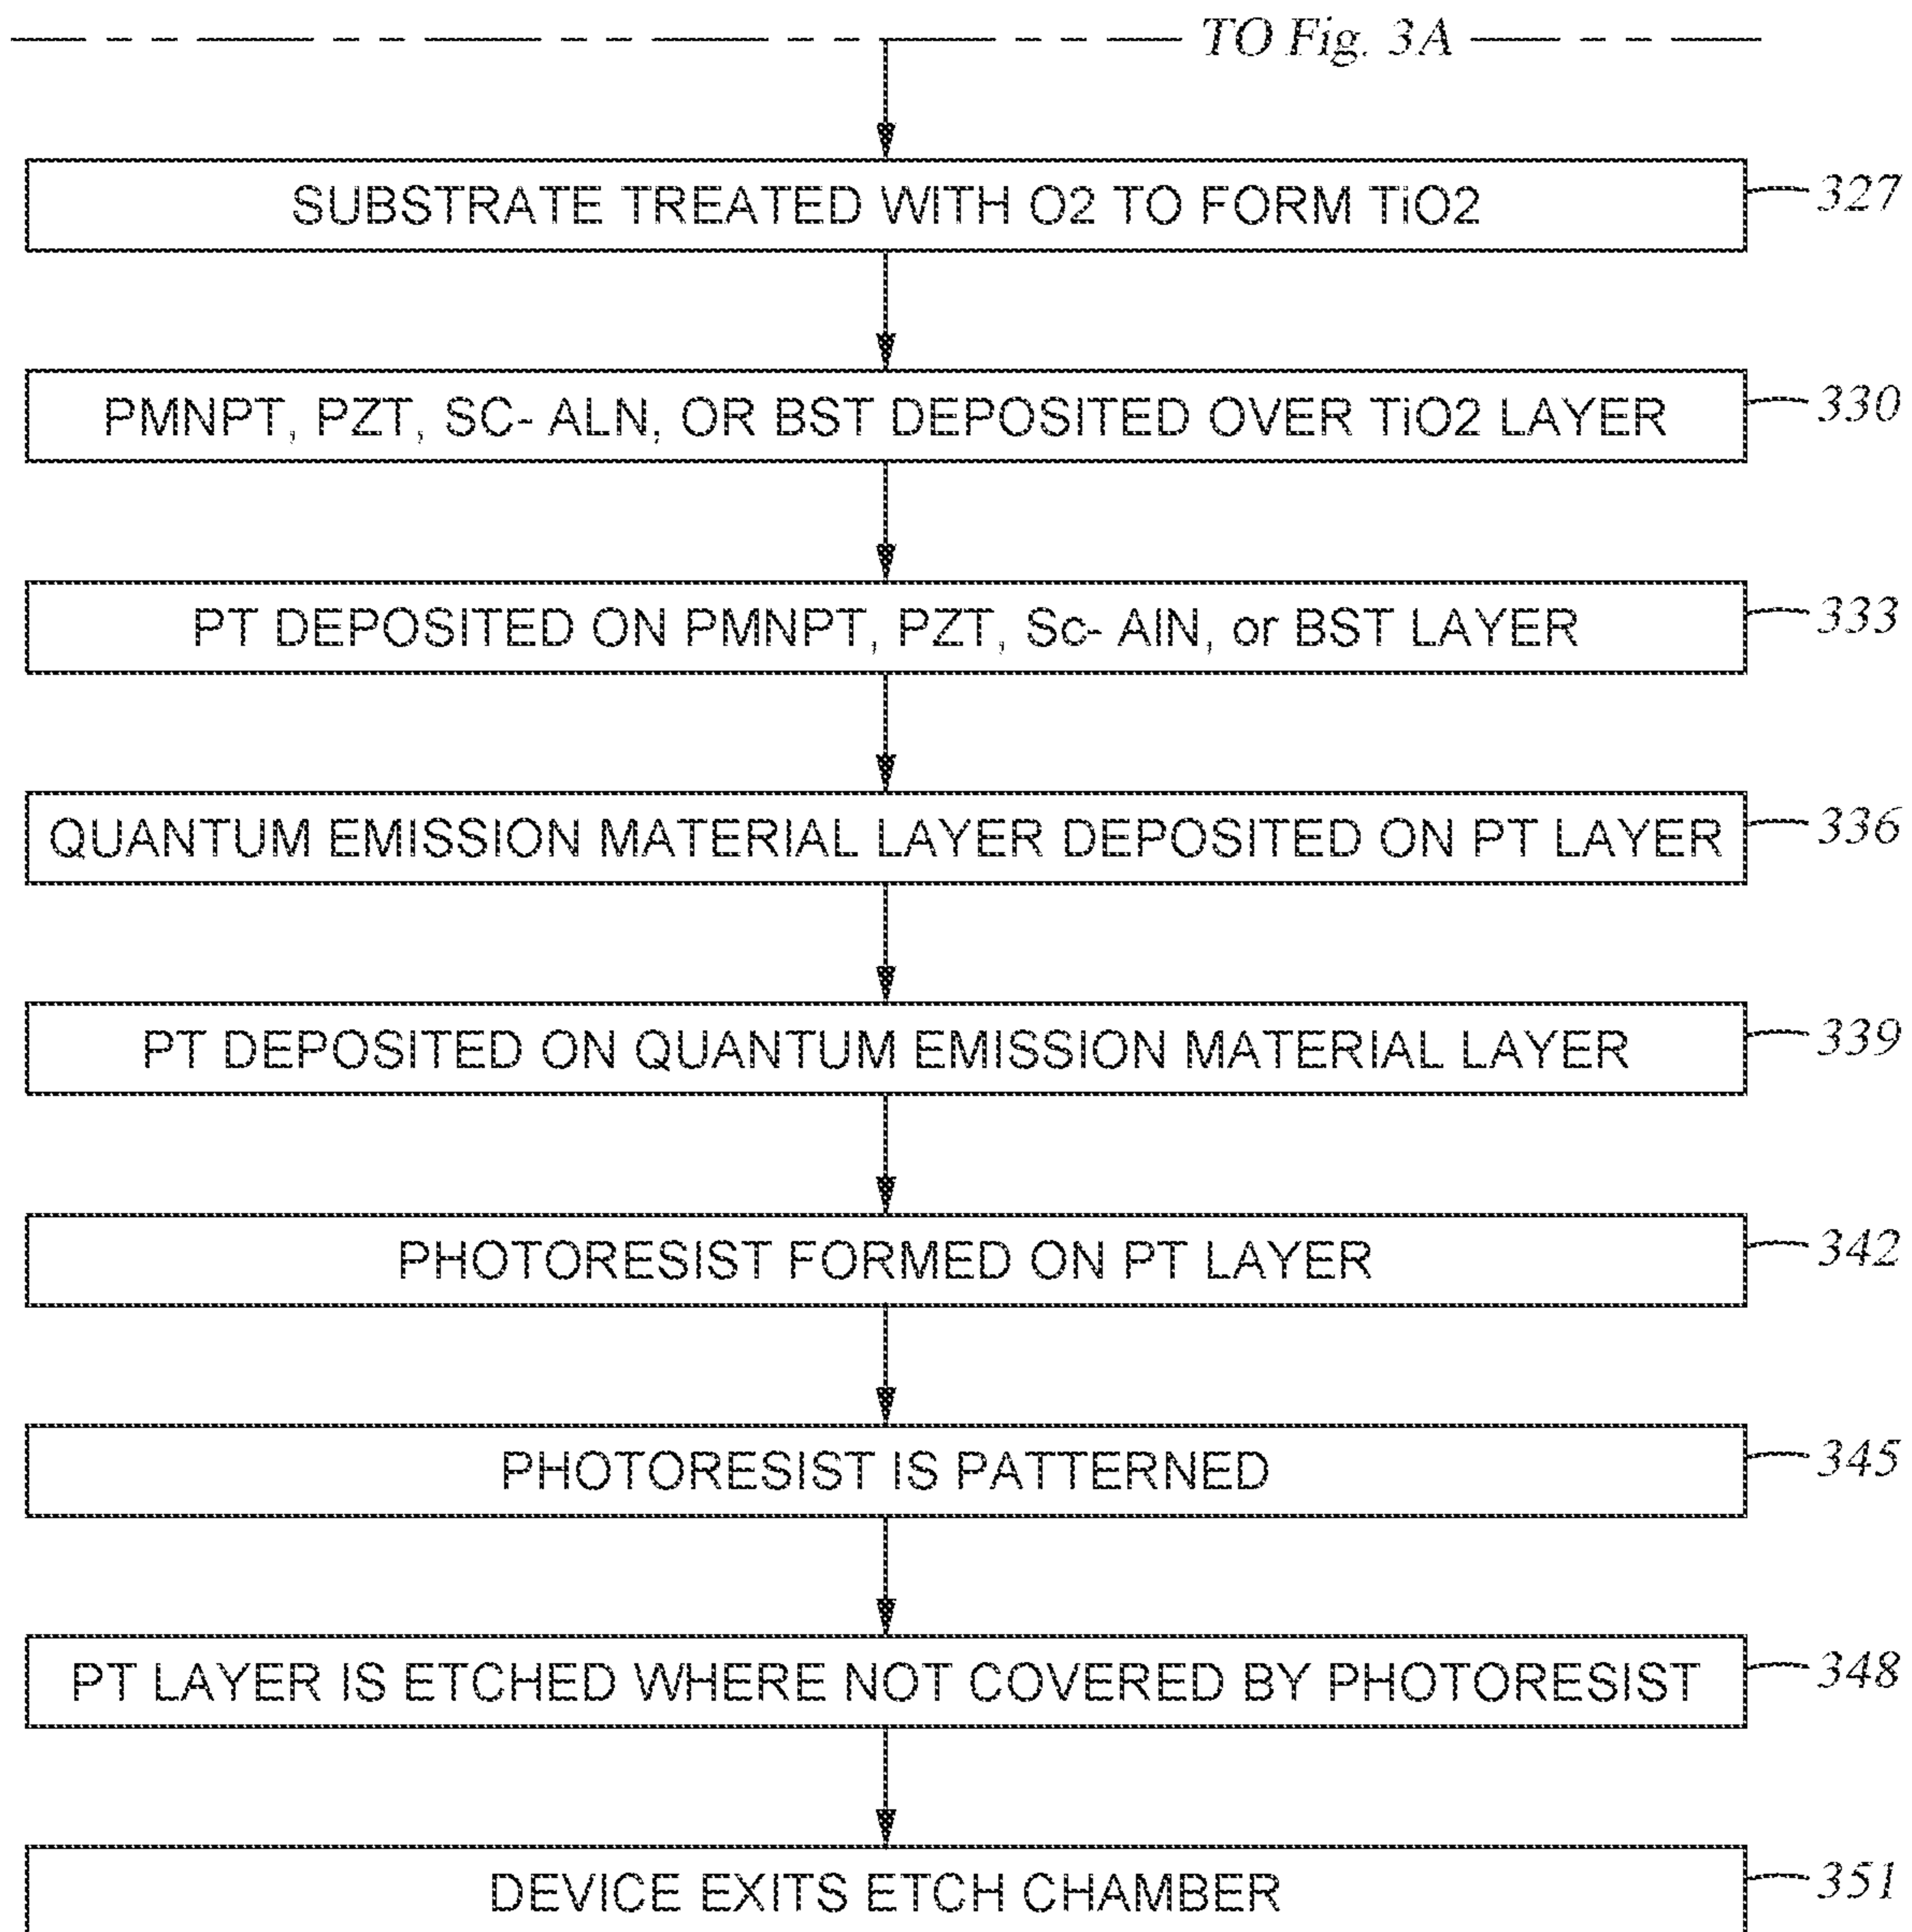 TO Fig. 3A
SUBSTRATE TREATED WITH O2 TO FORM TiO2 327
PMNPT, PZT, SC- ALN, OR BST DEPOSITED OVER TiO2 LAYER 330
PT DEPOSITED ON PMNPT, PZT, Sc- AlN, or BST LAYER 333
QUANTUM EMISSION MATERIAL LAYER DEPOSITED ON PT LAYER 336
PT DEPOSITED ON QUANTUM EMISSION MATERIAL LAYER 339
PHOTORESIST FORMED ON PT LAYER 342
PHOTORESIST IS PATTERNED 345
PT LAYER IS ETCHED WHERE NOT COVERED BY PHOTORESIST 348
DEVICE EXITS ETCH CHAMBER 351